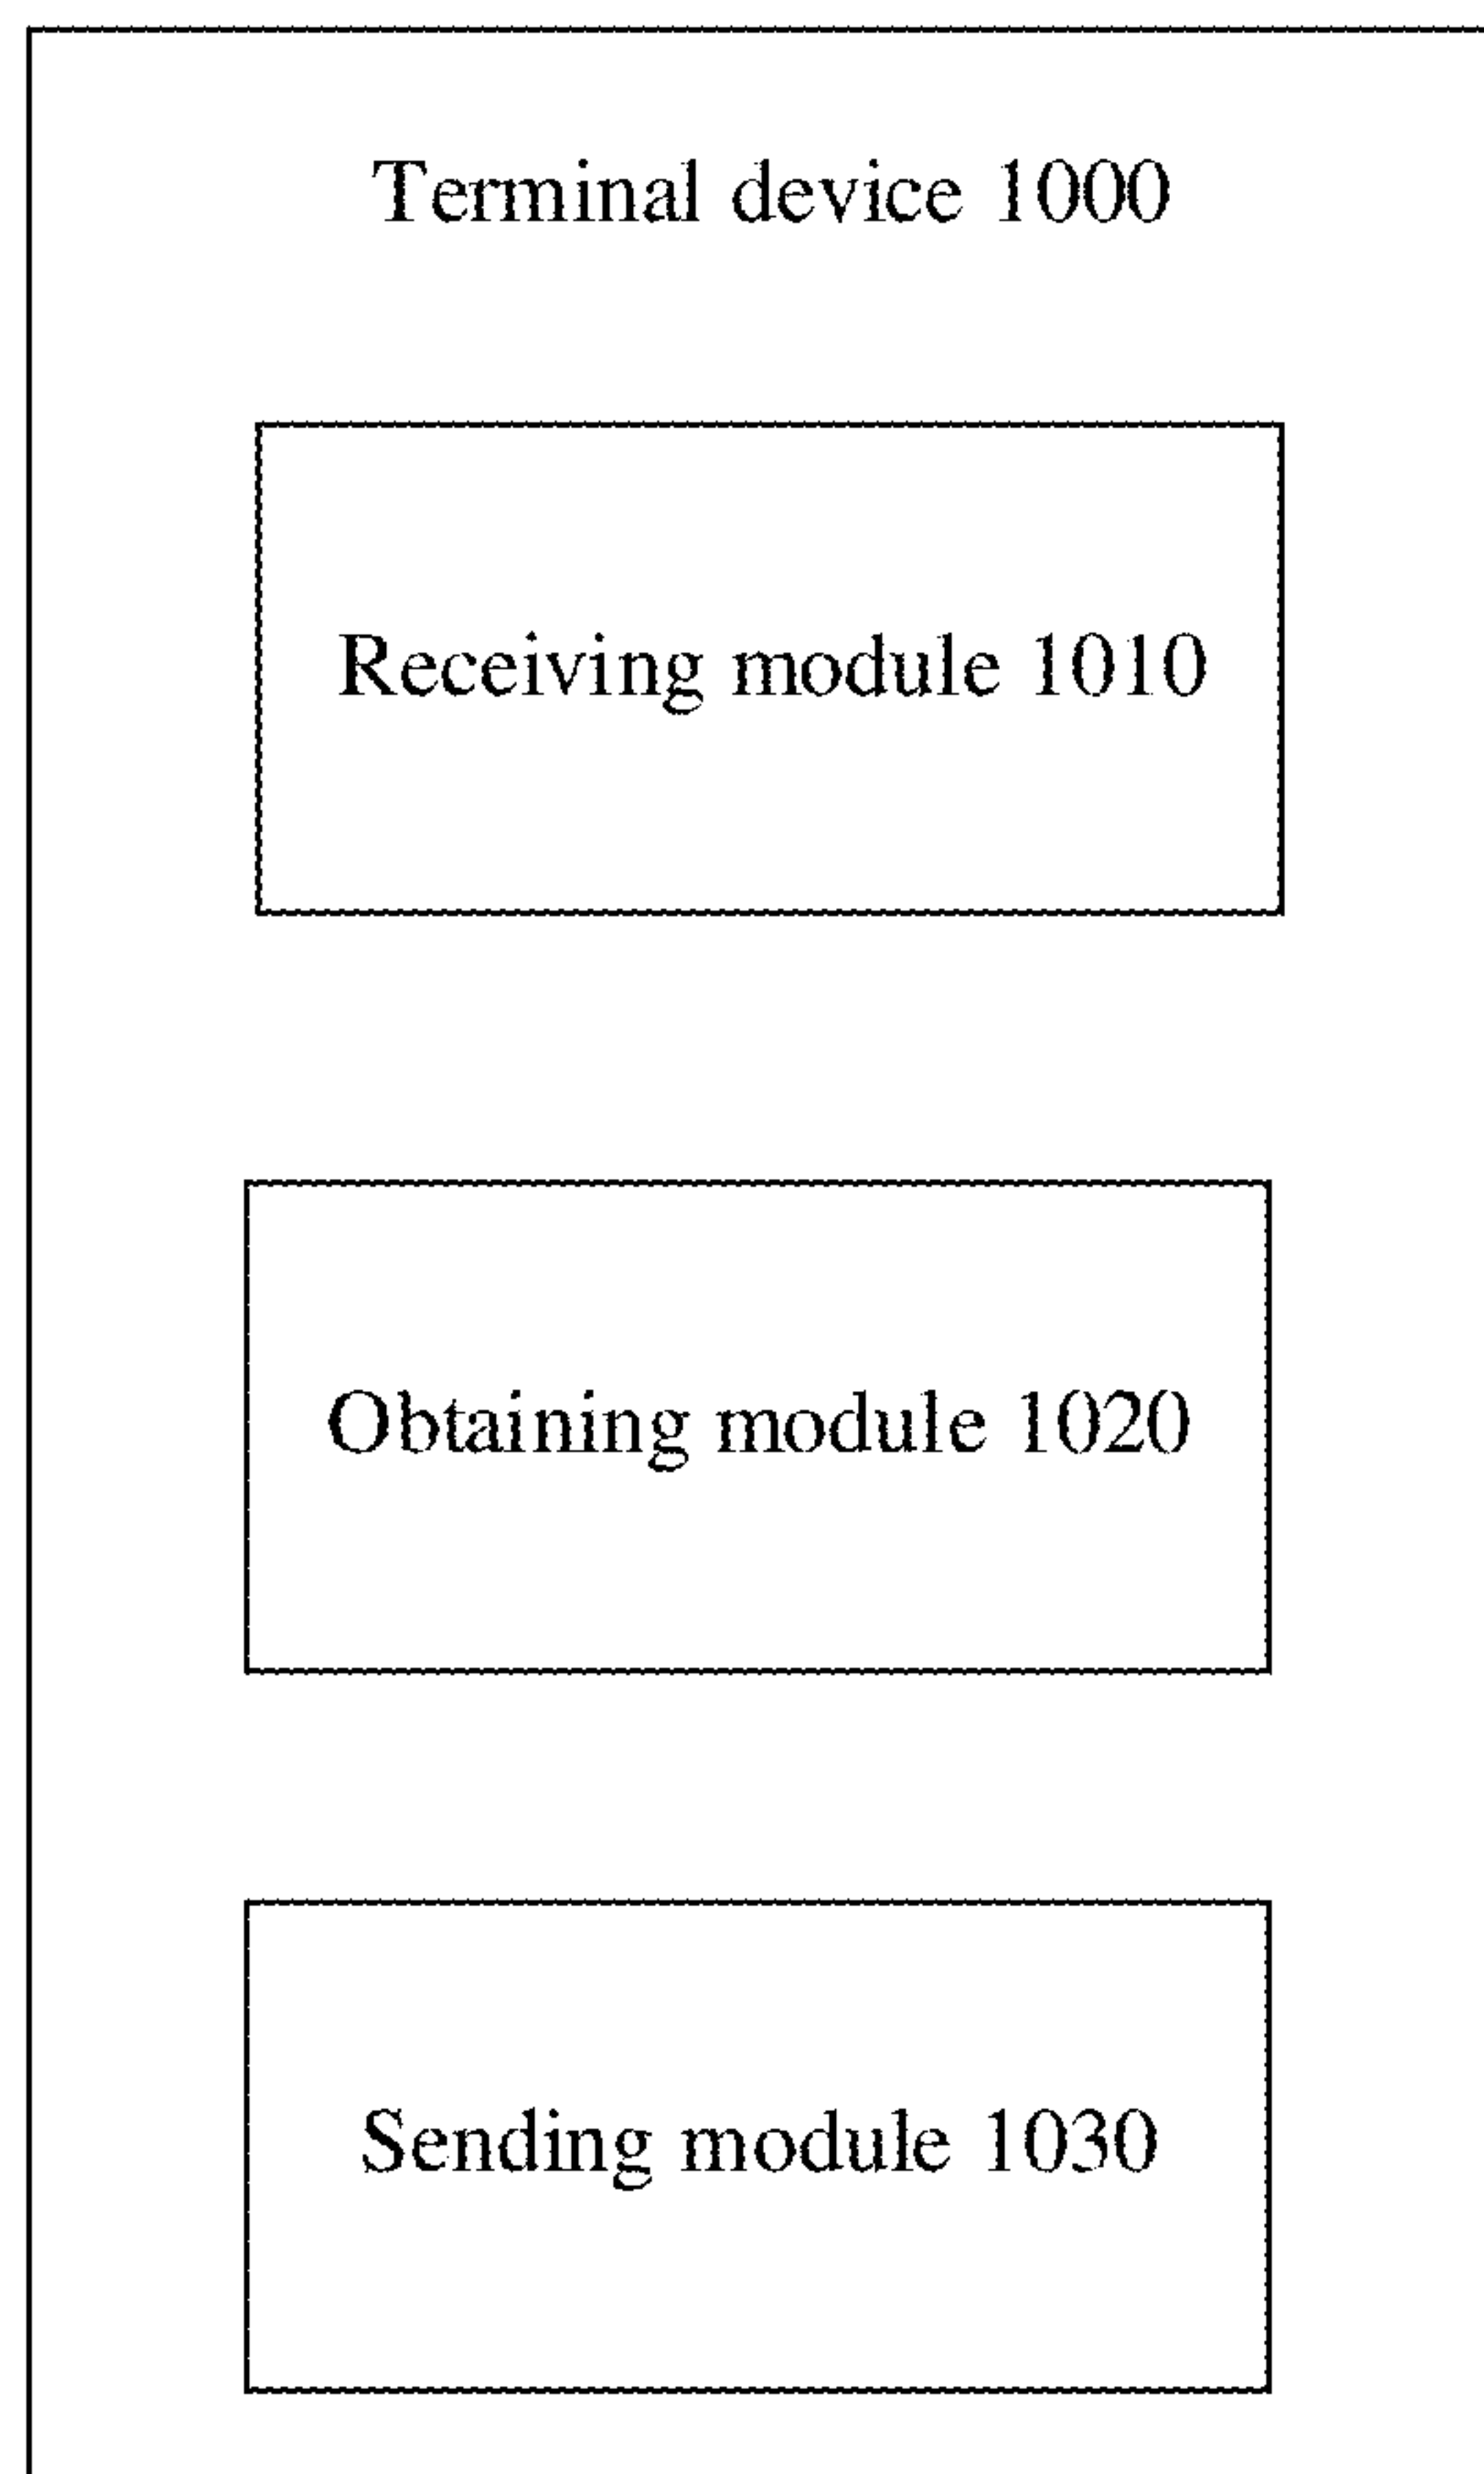 Terminal device 1000
Receiving module 1010
Obtaining module 1020
Sending module 1030